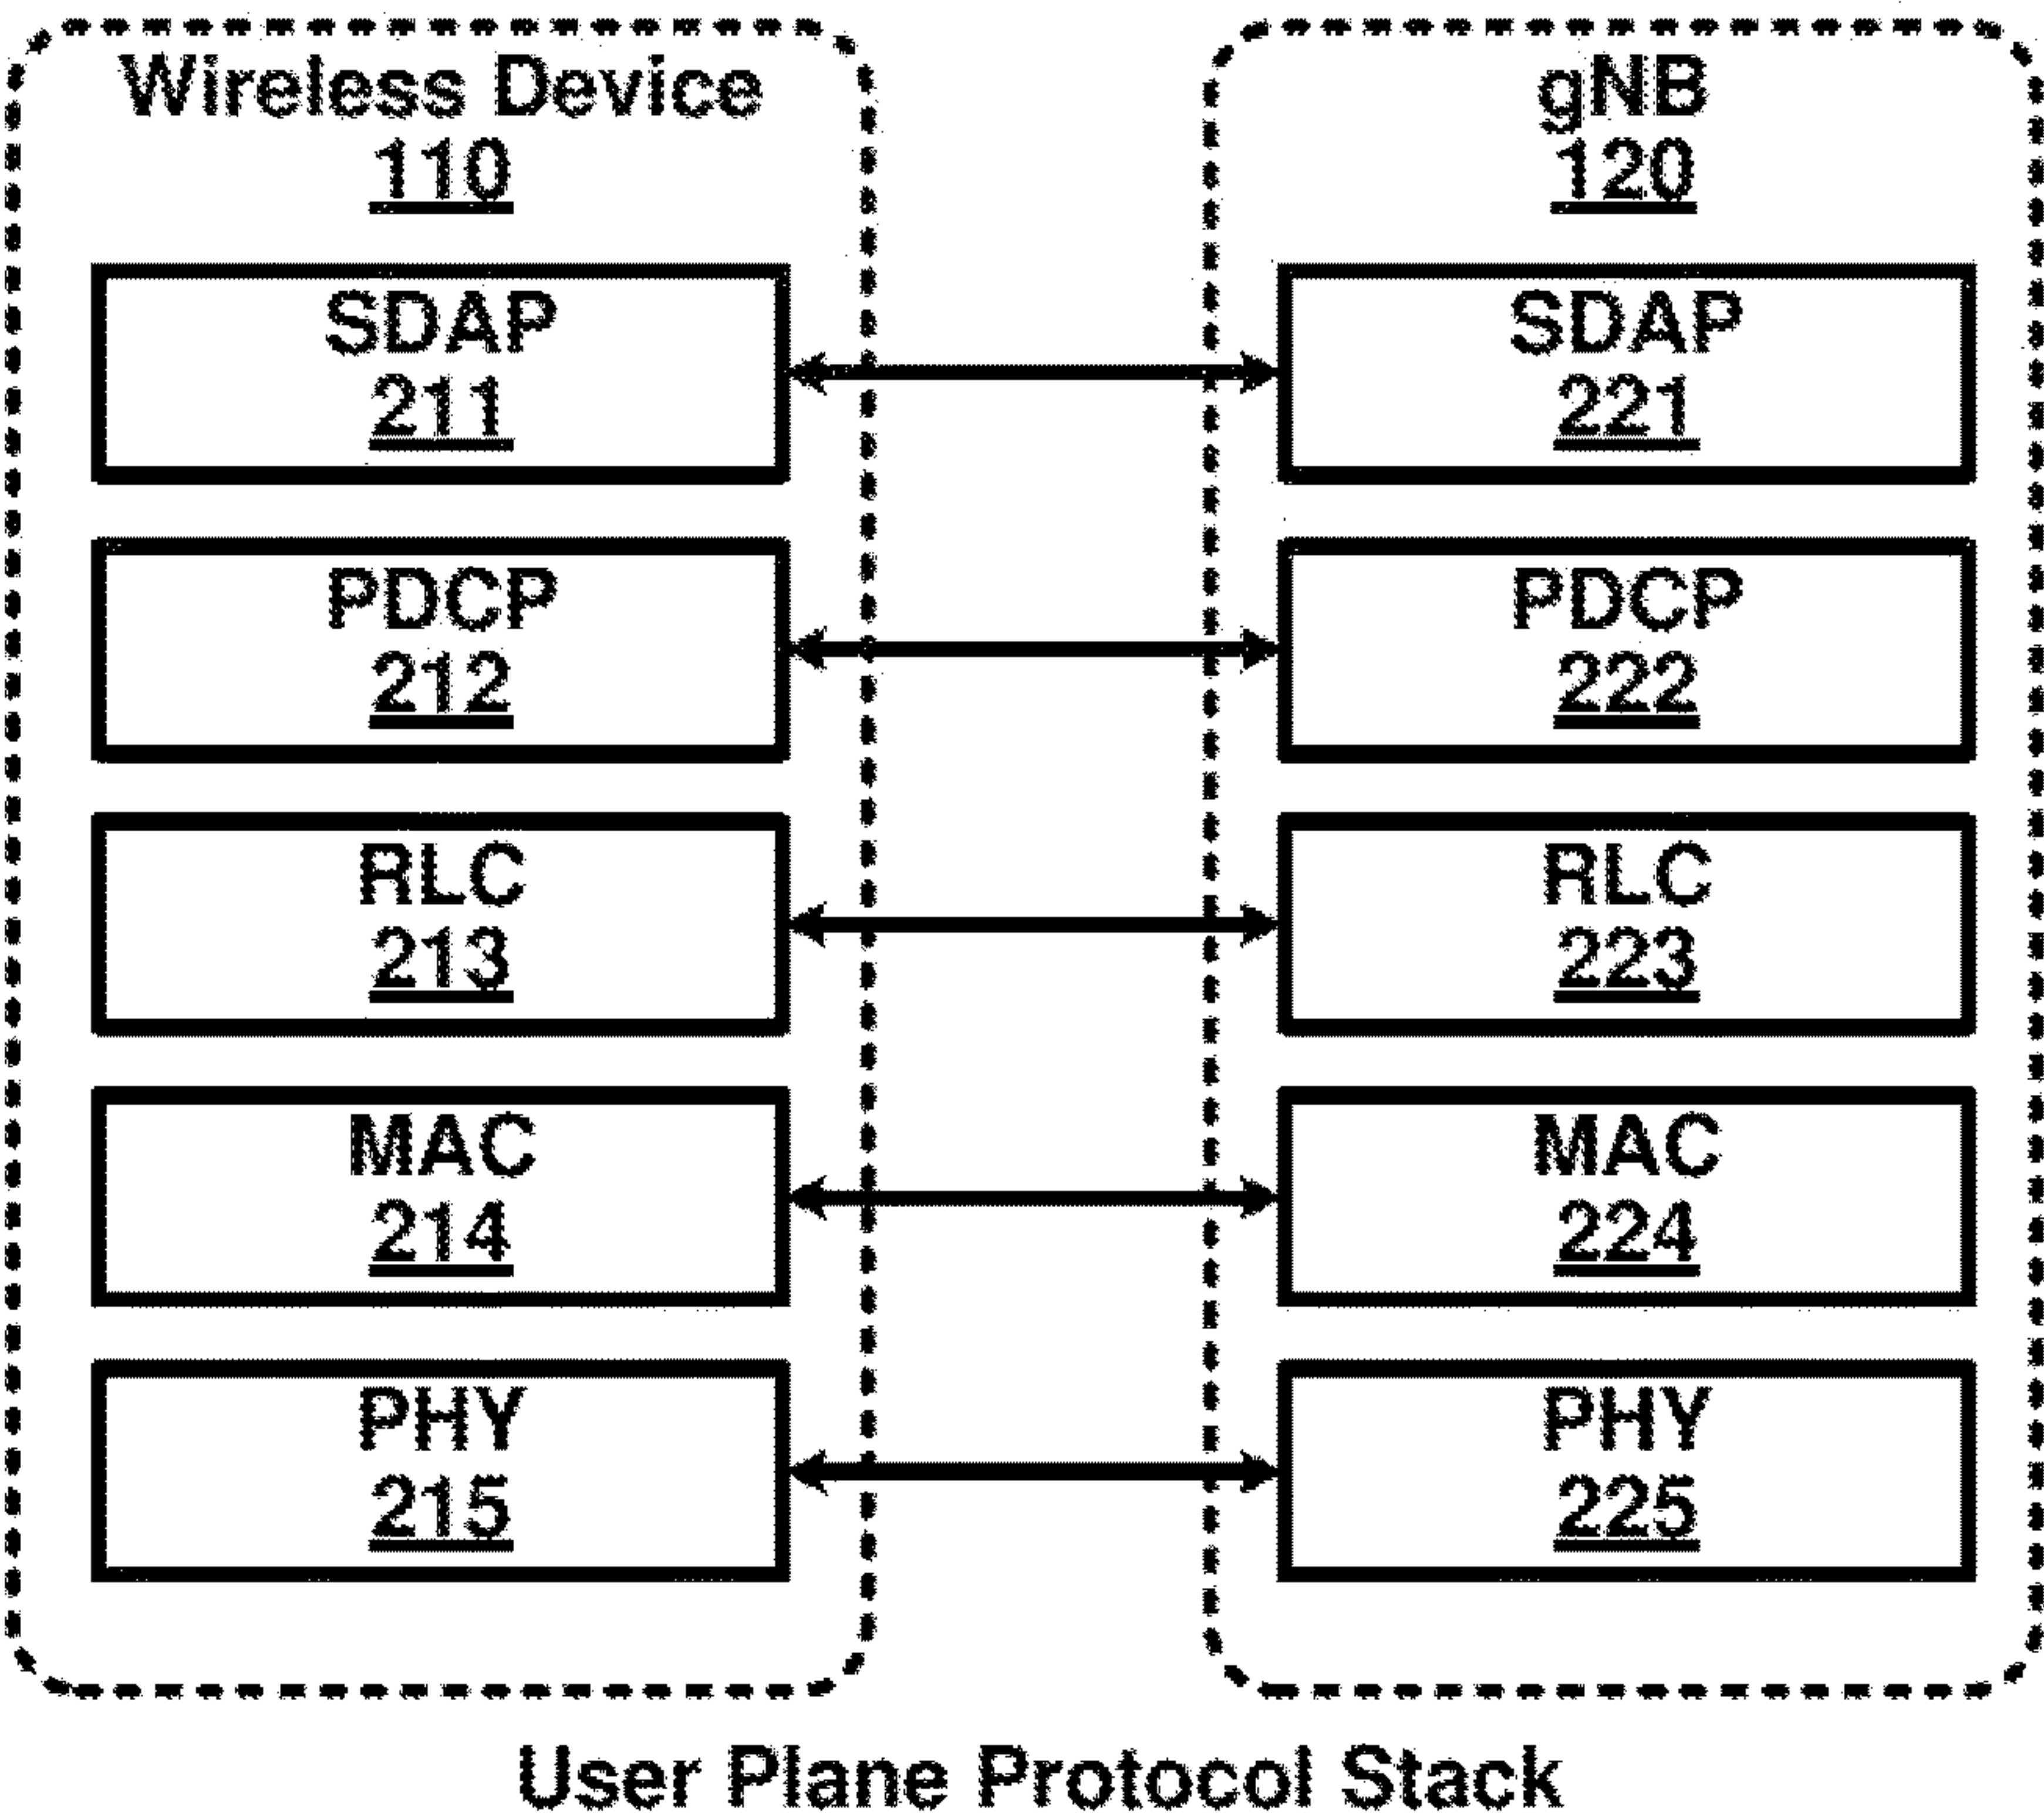 Wireless Device
110
SDAP
211
PDCP
212
RLC
213
MAC
214
PHY
215
gNB
120
SDAP
221
PDCP
222
RLC
223
MAC
224
PHY
225
User Plane Protocol Stack